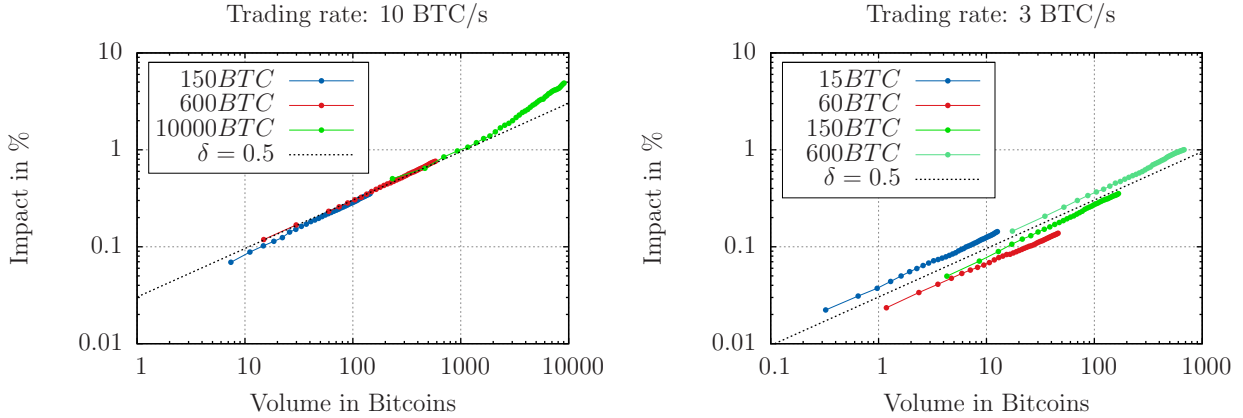 Trading rate: 10 BTC/s
10
1
0.1
0.01
Impact in %
150BTC
600BTC
10000BTC
δ = 0.5
1 10 100 1000 10000
Volume in Bitcoins
Trading rate: 3 BTC/s
10
1
0.1
0.01
Impact in %
15BTC
60BTC
150BTC
600BTC
δ = 0.5
0.1 1 10 100 1000
Volume in Bitcoins